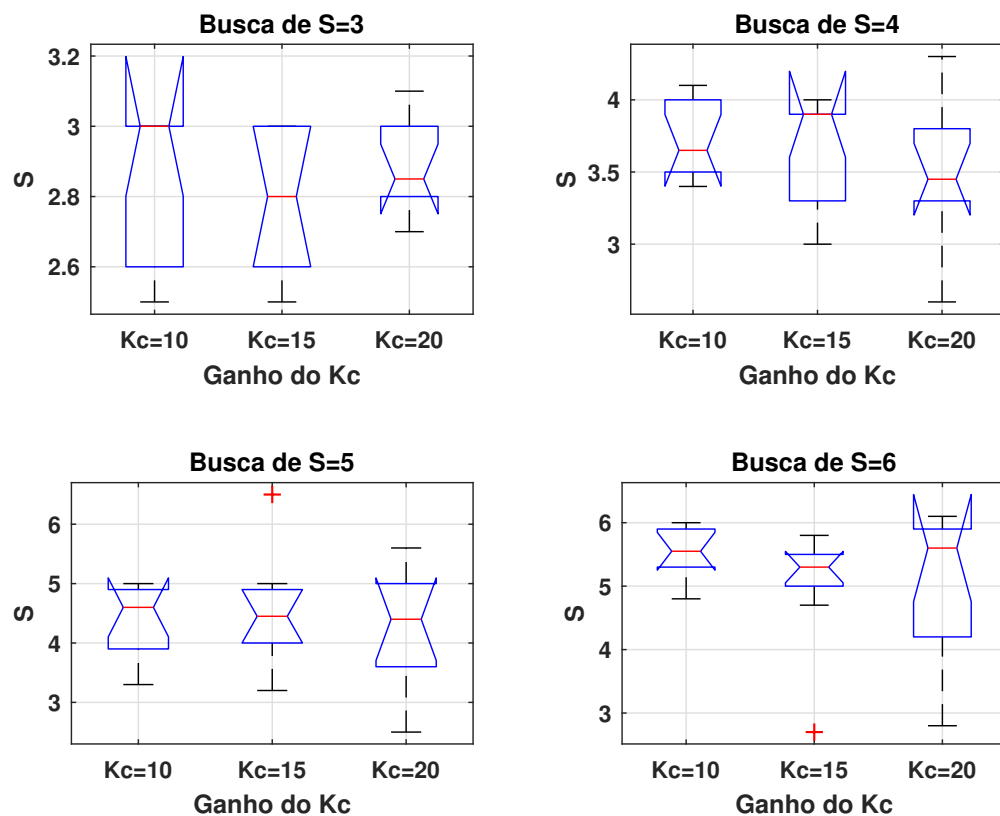 Busca de S=3
3.2
3
2.8
2.6
S
Kc=10 Kc=15 Kc=20
Ganho do Kc
Busca de S=4
4
3.5
3
S
Kc=10 Kc=15 Kc=20
Ganho do Kc
Busca de S=5
6
5
4
3
S
Kc=10 Kc=15 Kc=20
Ganho do Kc
Busca de S=6
6
5
4
3
S
Kc=10 Kc=15 Kc=20
Ganho do Kc